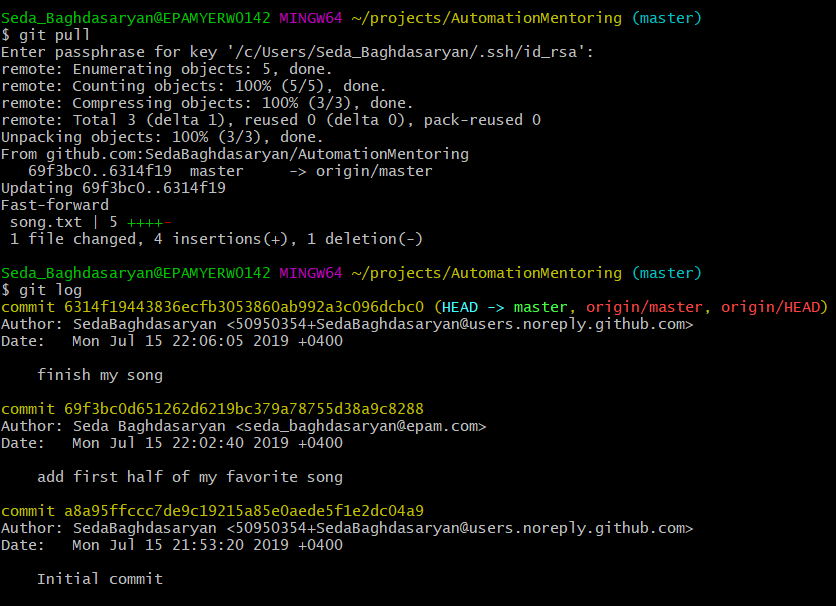 Seda_Baghdasaryan@EPAMYERW0142 MINGW64 ~/projects/AutomationMentoring (master)
$ git pull
Enter passphrase for key '/c/Users/Seda_Baghdasaryan/.ssh/id_rsa':
remote: Enumerating objects: 5, done.
remote: Counting objects: 100% (5/5), done.
remote: Compressing objects: 100% (3/3), done.
remote: Total 3 (delta 1), reused 0 (delta 0), pack-reused 0
Unpacking objects: 100% (3/3), done.
From github.com:SedaBaghdasaryan/AutomationMentoring
   69f3bc0..6314f19  master     -> origin/master
Updating 69f3bc0..6314f19
Fast-forward
 song.txt | 5 ++++-
 1 file changed, 4 insertions(+), 1 deletion(-)
Seda_Baghdasaryan@EPAMYERW0142 MINGW64 ~/projects/AutomationMentoring (master)
$ git log
commit 6314f19443836ecfb3053860ab992a3c096dcbc0 (HEAD -> master, origin/master, origin/HEAD)
Author: SedaBaghdasaryan <50950354+SedaBaghdasaryan@users.noreply.github.com>
Date:   Mon Jul 15 22:06:05 2019 +0400
    finish my song
commit 69f3bc0d651262d6219bc379a78755d38a9c8288
Author: Seda Baghdasaryan <seda_baghdasaryan@epam.com>
Date:   Mon Jul 15 22:02:40 2019 +0400
    add first half of my favorite song
commit a8a95ffccc7de9c19215a85e0aede5f1e2dc04a9
Author: SedaBaghdasaryan <50950354+SedaBaghdasaryan@users.noreply.github.com>
Date:   Mon Jul 15 21:53:20 2019 +0400
    Initial commit